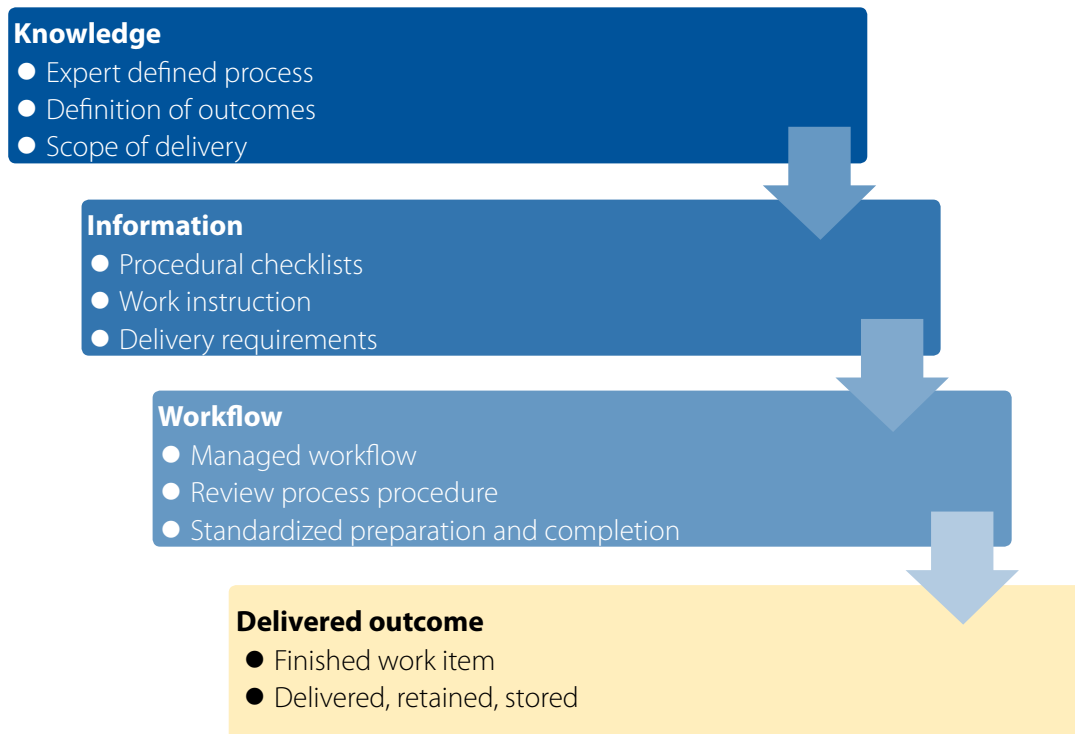 Knowledge
● Expert defined process
● Definition of outcomes
● Scope of delivery
Information
● Procedural checklists
● Work instruction
● Delivery requirements
Workflow
● Managed workflow
● Review process procedure
● Standardized preparation and completion
Delivered outcome
● Finished work item
● Delivered, retained, stored